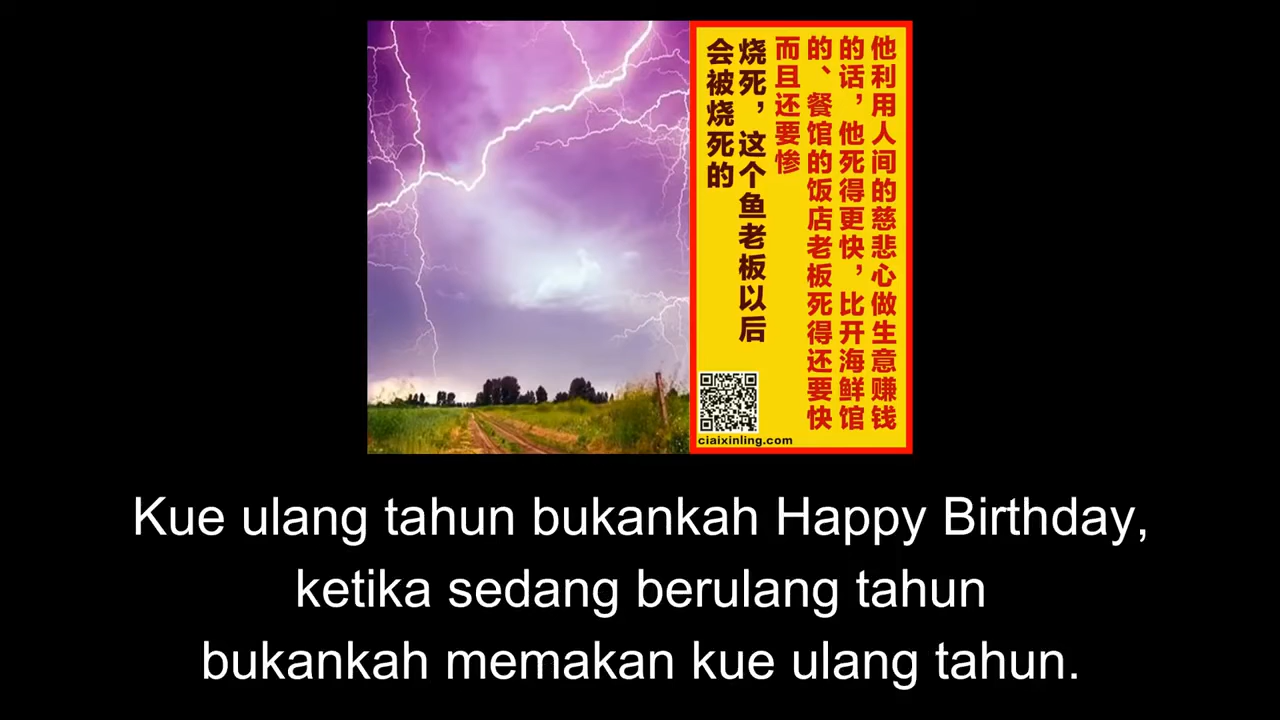 他利用人间的慈悲心做生意赚钱
的话，他死得更快，比开海鲜馆
的、餐馆的饭店老板死得还要快
而且还要惨
烧死，这个鱼老板以后
会被烧死的
ciaixinling.com
Kue ulang tahun bukankah Happy Birthday,
ketika sedang berulang tahun
bukankah memakan kue ulang tahun.